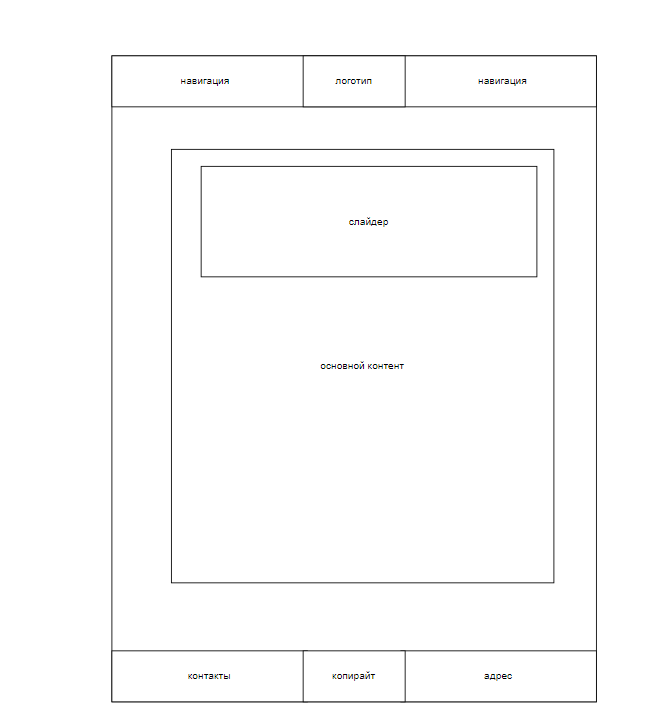 навигация
логотип
навигация
слайдер
основной контент
контакты
копирайт
адрес